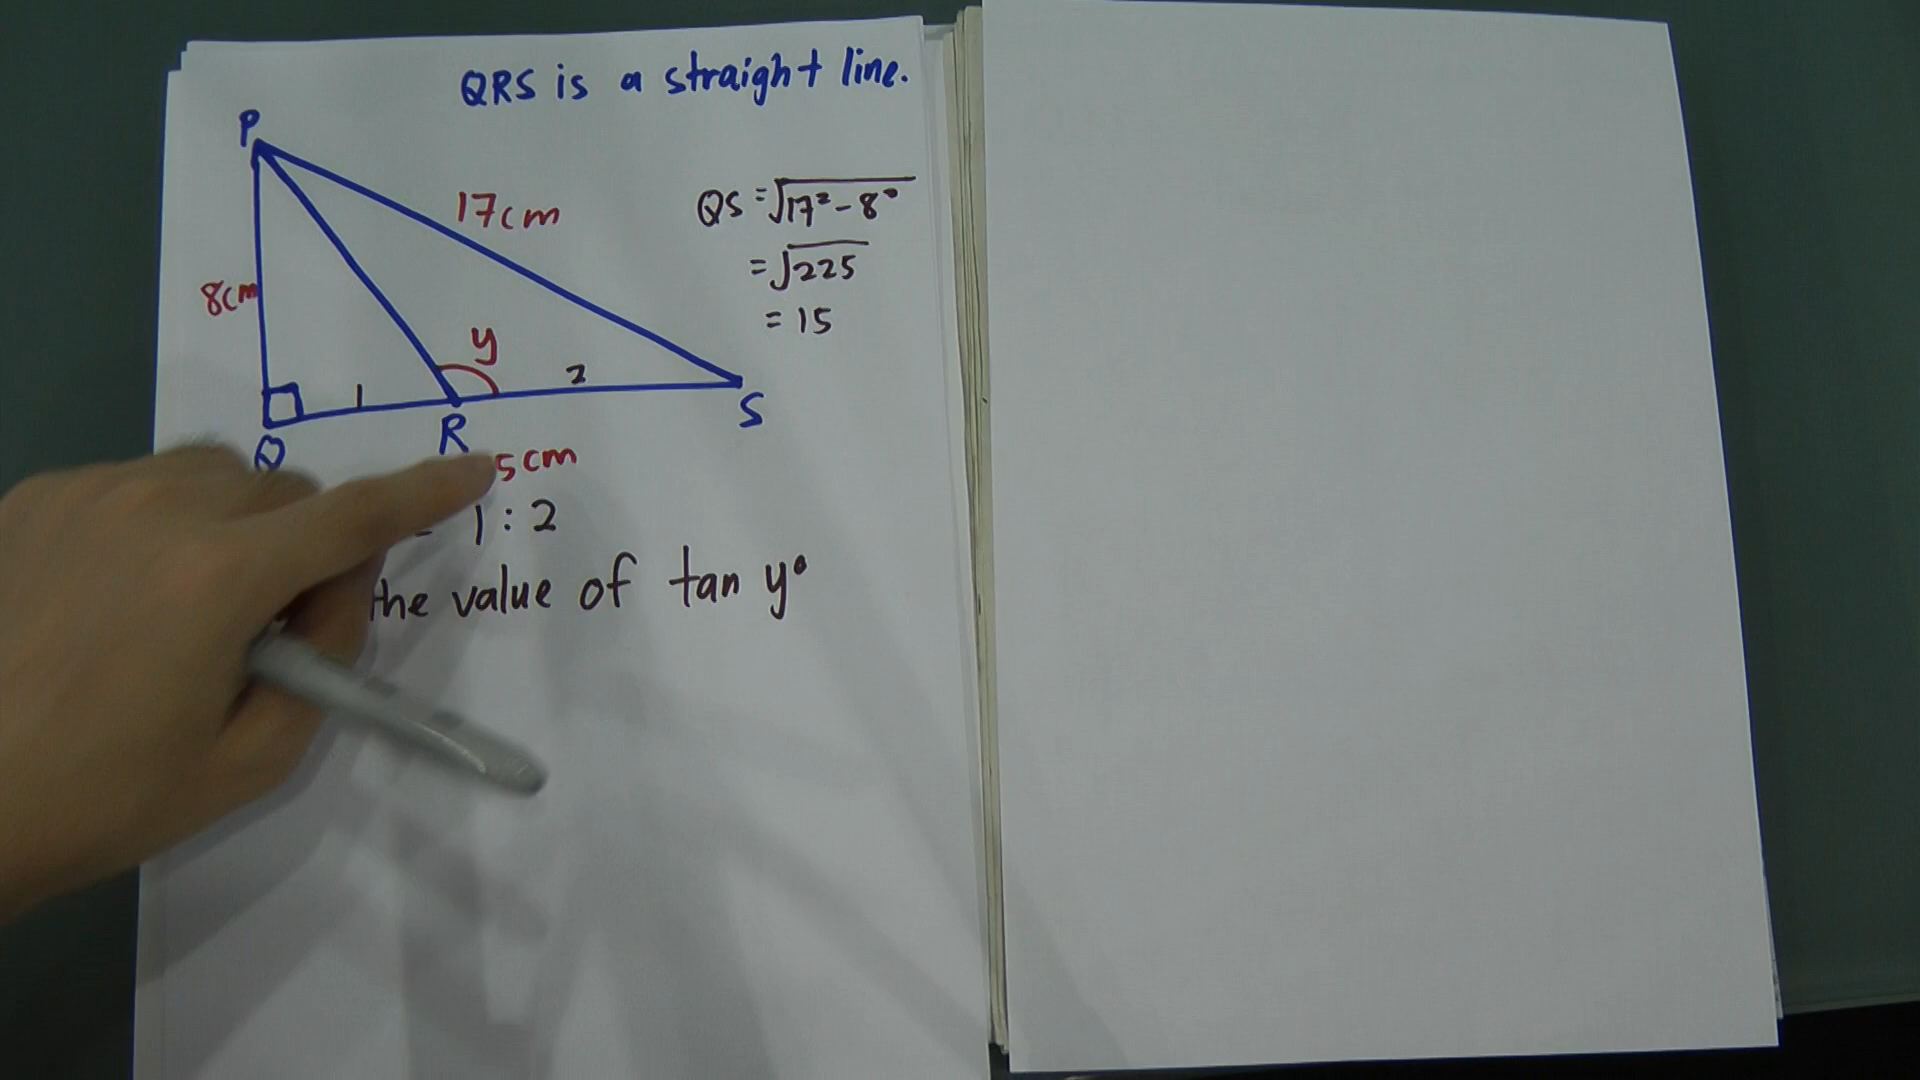 QRS is a straight line.
P
17cm
QS = √17² - 8²
= √225
= 15
8cm
y
1
2
Q
R
S
5cm
= 1 : 2
the value of tan y°